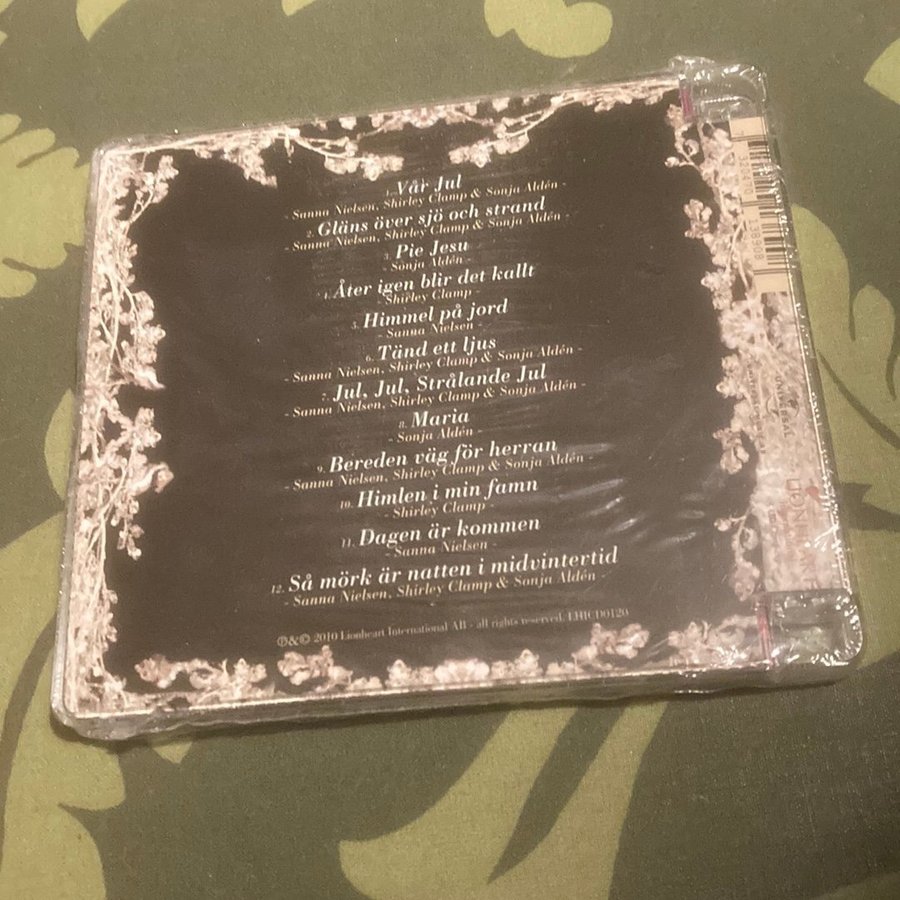 1. Vår Jul
- Sanna Nielsen, Shirley Clamp & Sonja Aldén -
2. Gläns över sjö och strand
- Sanna Nielsen, Shirley Clamp & Sonja Aldén -
3. Pie Jesu
- Sonja Aldén -
4. Åter igen blir det kallt
- Shirley Clamp -
5. Himmel på jord
- Sanna Nielsen -
6. Tänd ett ljus
- Sanna Nielsen, Shirley Clamp & Sonja Aldén -
7. Jul, Jul, Strålande Jul
- Sanna Nielsen, Shirley Clamp & Sonja Aldén -
8. Maria
- Sonja Aldén -
9. Bereden väg för herran
- Sanna Nielsen, Shirley Clamp & Sonja Aldén -
10. Himlen i min famn
- Shirley Clamp -
11. Dagen är kommen
- Sanna Nielsen -
12. Så mörk är natten i midvintertid
- Sanna Nielsen, Shirley Clamp & Sonja Aldén -
℗&© 2010 Lionheart International AB - all rights reserved. LHICD0120
UNIVERSAL